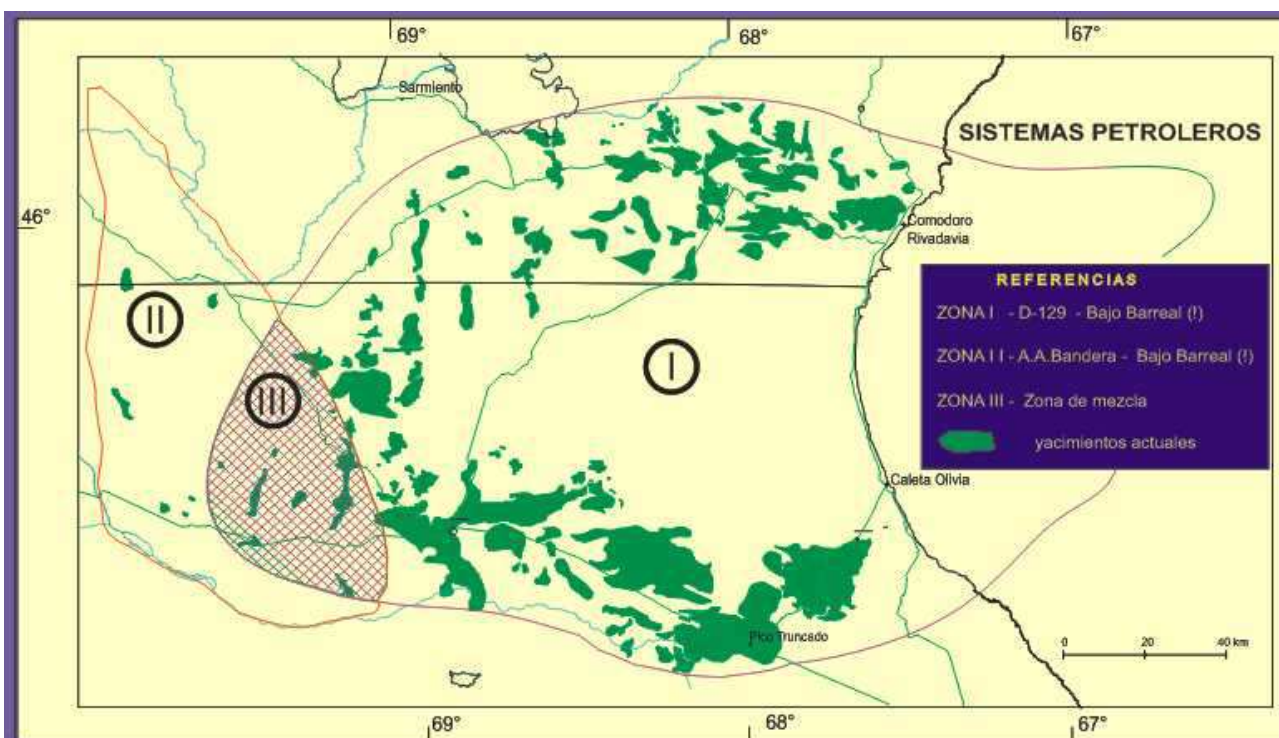 69°
68°
67°
Sarmiento
SISTEMAS PETROLEROS
46°
Comodoro
Rivadavia
REFERENCIAS
ZONA I - D-129 - Bajo Barreal (!)
II
ZONA I I - A.A.Bandera - Bajo Barreal (!)
I
III
ZONA III - Zona de mezcla
yacimientos actuales
Caleta Olivia
Pico Truncado
0 20 40 km
69°
68°
67°